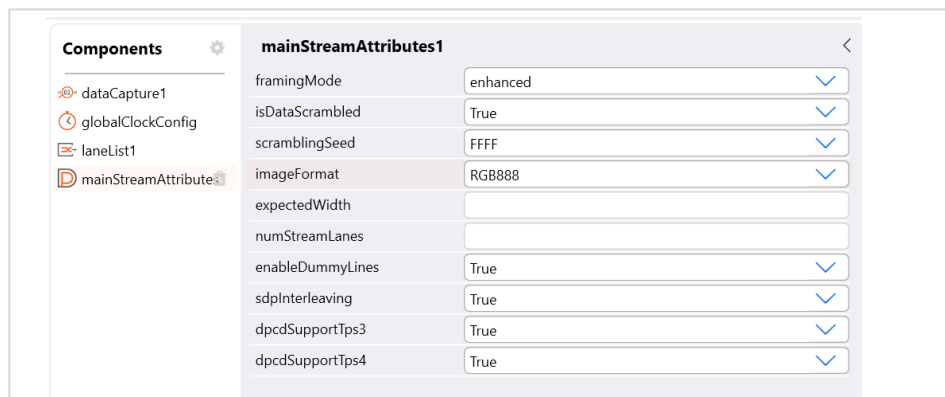 Components
dataCapture1
globalClockConfig
laneList1
mainStreamAttributes
mainStreamAttributes1
framingMode enhanced
isDataScrambled True
scramblingSeed FFFF
imageFormat RGB888
expectedWidth
numStreamLanes
enableDummyLines True
sdpInterleaving True
dpcdSupportTps3 True
dpcdSupportTps4 True